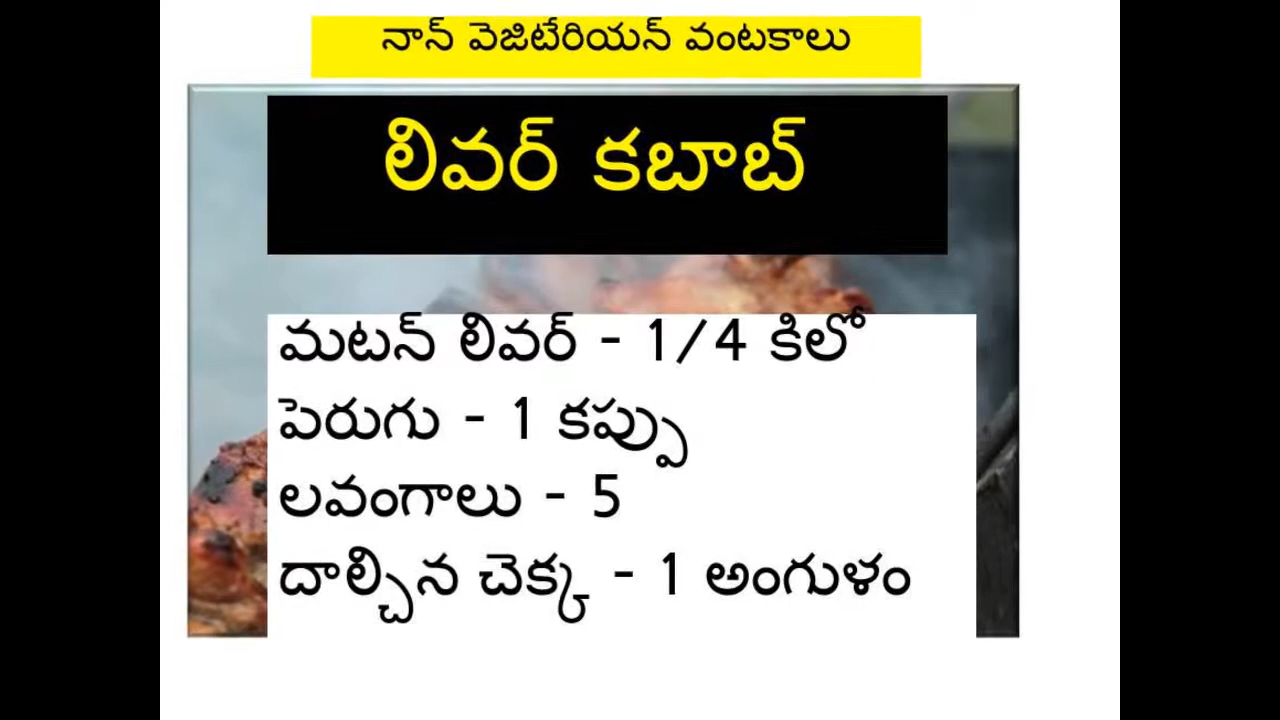 నాన్ వెజిటేరియన్ వంటకాలు
లివర్ కబాబ్
మటన్ లివర్ - 1/4 కిలో
పెరుగు - 1 కప్పు
లవంగాలు - 5
దాల్చిన చెక్క - 1 అంగుళం